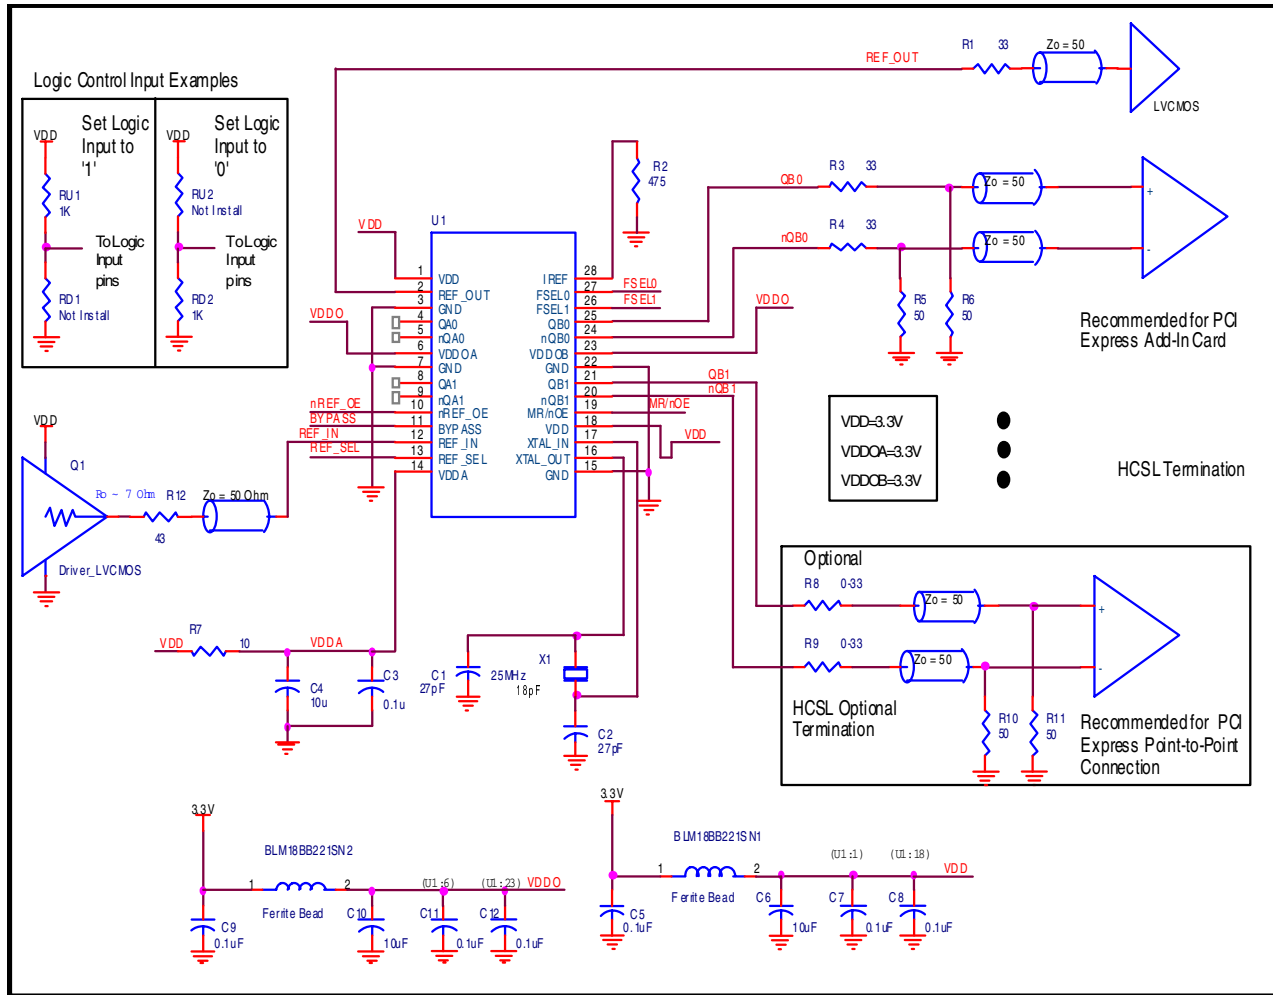 Logic Control Input Examples
VDD
Set Logic
Input to
'1'
RU1
1K
To Logic
Input
pins
RD1
Not Install
VDD
Set Logic
Input to
'0'
RU2
Not Install
To Logic
Input
pins
RD2
1K
REF_OUT
R1
33
Zo = 50
LVCMOS
R2
475
QB0
R3
33
Zo = 50
+
nQB0
R4
33
Zo = 50
-
R5
50
R6
50
Recommended for PCI
Express Add-In Card
U1
VDD
VDDO
1
VDD
2
REF_OUT
3
GND
4
QA0
5
nQA0
6
VDDOA
7
GND
8
QA1
9
nQA1
10
nREF_OE
11
BYPASS
12
REF_IN
13
REF_SEL
14
VDDA
28
IREF
27
FSEL0
26
FSEL1
25
QB0
24
nQB0
23
VDDOB
22
GND
21
QB1
20
nQB1
19
MR/nOE
18
VDD
17
XTAL_IN
16
XTAL_OUT
15
GND
FSEL0
FSEL1
VDDO
QB1
nQB1
MR/nOE
VDD
nREF_OE
BYPASS
REF_IN
REF_SEL
VDD
Q1
Ro ~ 7 Ohm
R12
43
Zo = 50 Ohm
Driver_LVCMOS
VDD=3.3V
VDDOA=3.3V
VDDOB=3.3V
HCSL Termination
Optional
R8
0-33
Zo = 50
+
R9
0-33
Zo = 50
-
HCSL Optional
Termination
R10
50
R11
50
Recommended for PCI
Express Point-to-Point
Connection
VDD
R7
10
VDDA
C4
10u
C3
0.1u
C1
27pF
25MHz
X1
18pF
C2
27pF
3.3V
BLM18BB221SN2
1
2
Ferrite Bead
C9
0.1uF
C10
10uF
(U1:6)
C11
0.1uF
(U1:23)
C12
0.1uF
VDDO
3.3V
BLM18BB221SN1
1
2
Ferrite Bead
C5
0.1uF
C6
10uF
(U1:1)
C7
0.1uF
(U1:18)
C8
0.1uF
VDD